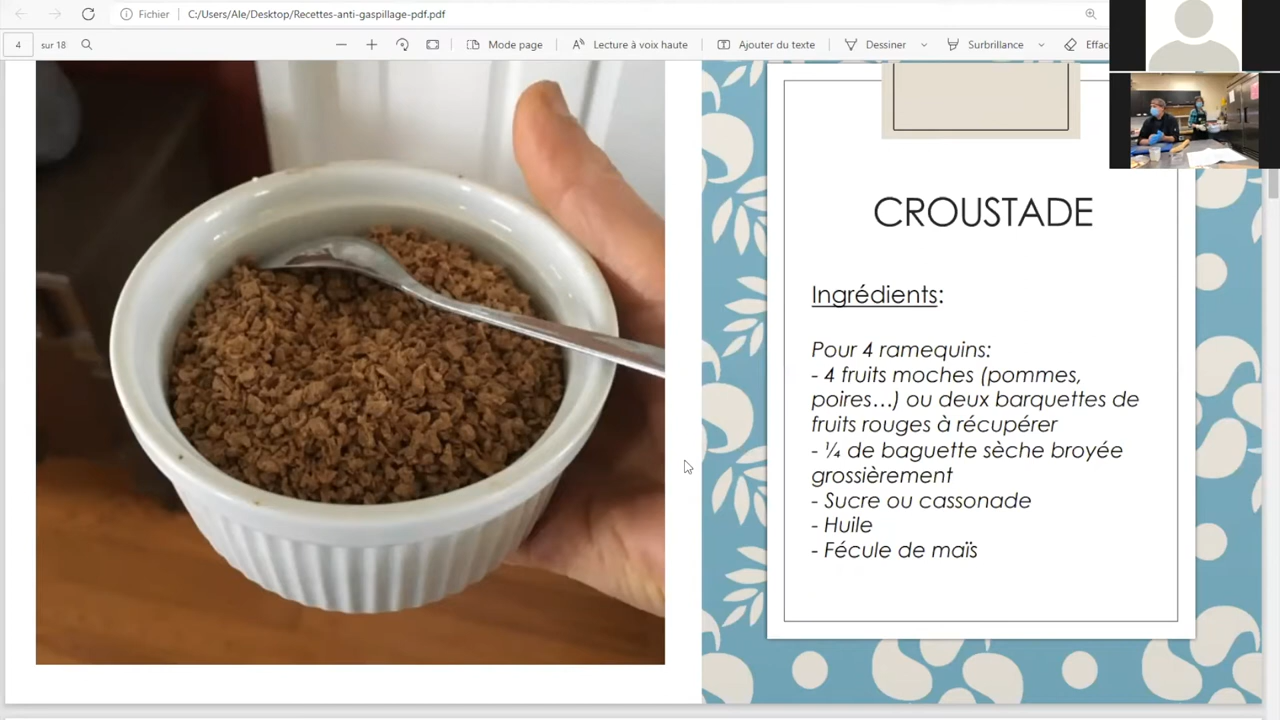 Fichier
C:/Users/Ale/Desktop/Recettes-anti-gaspillage-pdf.pdf
4 sur 18
Mode page
Lecture à voix haute
Ajouter du texte
Dessiner
Surbrillance
Effac
CROUSTADE
Ingrédients:
Pour 4 ramequins:
- 4 fruits moches (pommes,
poires...) ou deux barquettes de
fruits rouges à récupérer
- ¼ de baguette sèche broyée
grossièrement
- Sucre ou cassonade
- Huile
- Fécule de maïs